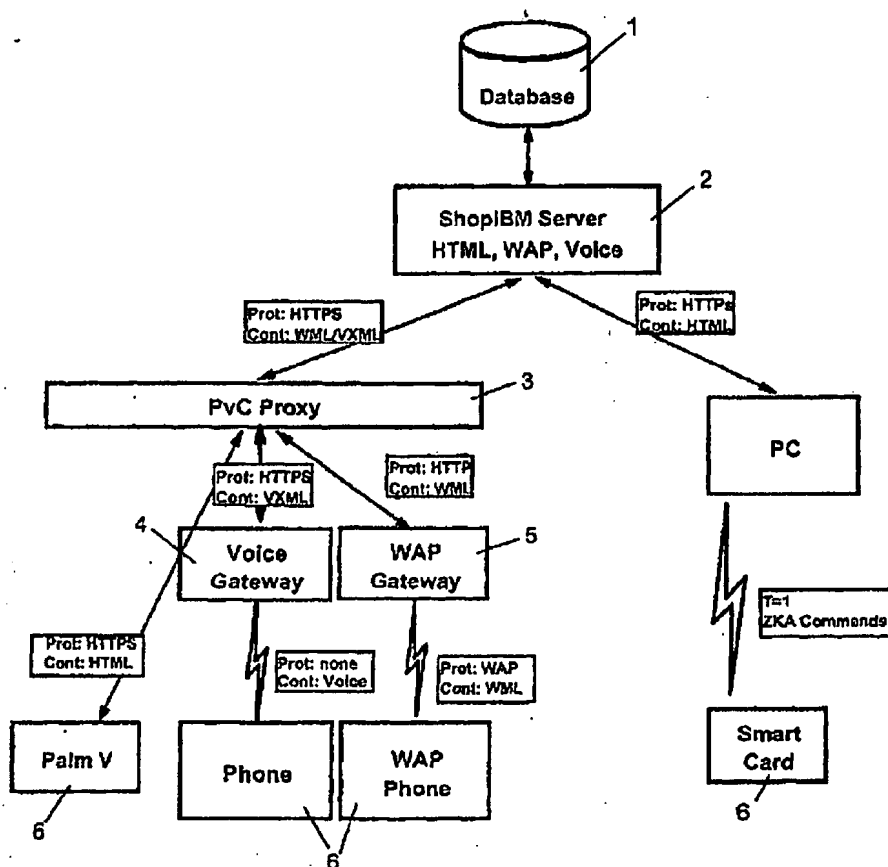 1
Database
2
ShopIBM Server
HTML, WAP, Voice
Prot: HTTPS
Cont: WML/VXML
Prot: HTTPs
Cont: HTML
3
PvC Proxy
PC
Prot: HTTPS
Cont: VXML
Prot: HTTP
Cont: WML
4
Voice
Gateway
WAP
Gateway
5
T=1
ZKA Commands
Prot: HTTPS
Cont: HTML
Prot: none
Cont: Voice
Prot: WAP
Cont: WML
Palm V
Phone
WAP
Phone
Smart
Card
6
6
6